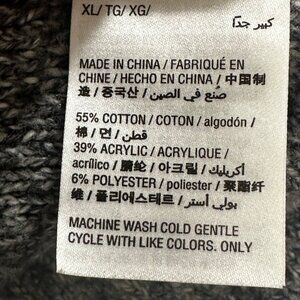 XL/ TG/ XG/
كبير جدًا
MADE IN CHINA / FABRIQUÉ EN
CHINE / HECHO EN CHINA / 中国制
造 / 중국산 / صنع في الصين /
55% COTTON / COTON / algodón /
棉 / 면 / قطن /
39% ACRYLIC / ACRYLIQUE /
acrílico / 腈纶 / 아크릴 / أكريليك /
6% POLYESTER / poliester / 聚酯纤
维 / 폴리에스테르 / بولي أستر /
MACHINE WASH COLD GENTLE
CYCLE WITH LIKE COLORS. ONLY